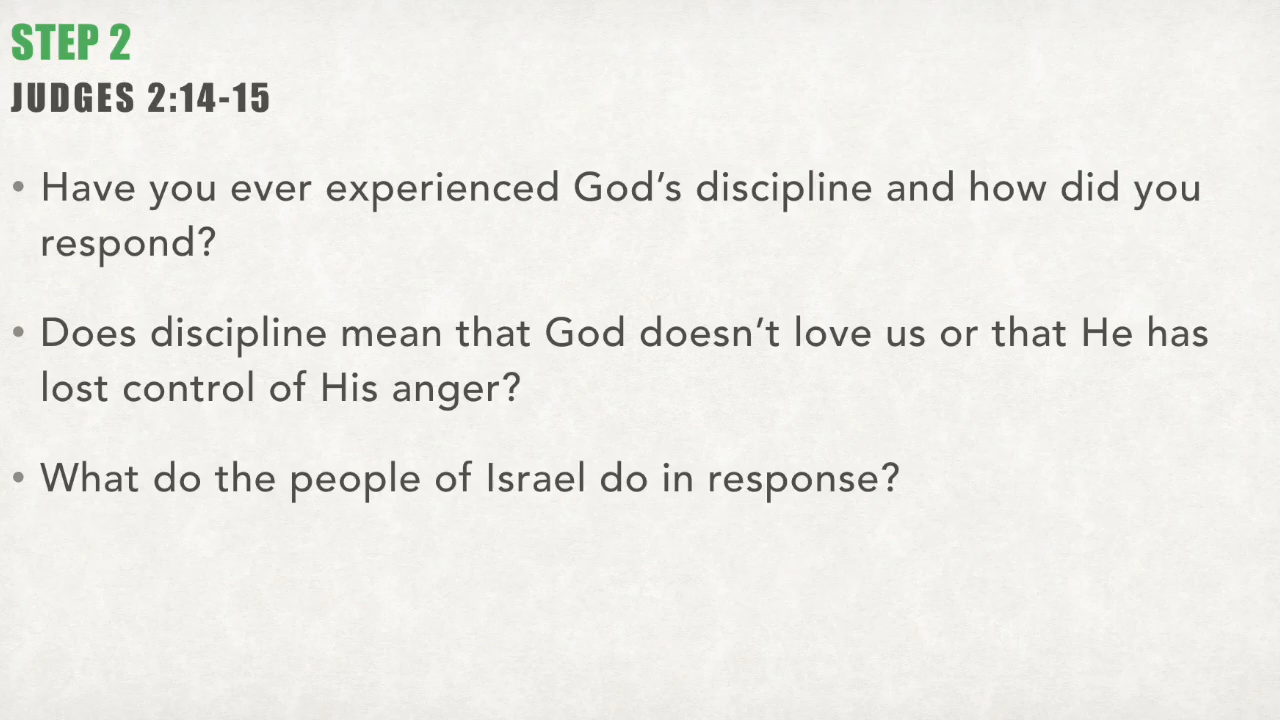 STEP 2
JUDGES 2:14-15
• Have you ever experienced God’s discipline and how did you
respond?
• Does discipline mean that God doesn’t love us or that He has
lost control of His anger?
• What do the people of Israel do in response?